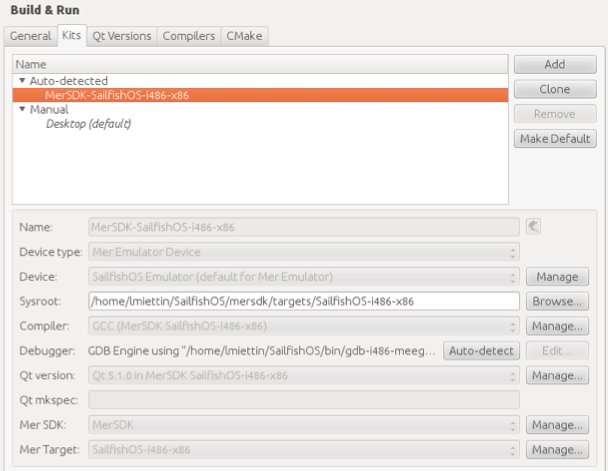 Build & Run
General Kits Qt Versions Compilers CMake
Name
Add
Auto-detected
Clone
MerSDK-SailfishOS-i486-x86
Manual
Remove
Desktop (default)
Make Default
Name: MerSDK-SailfishOS-i486-x86
Device type: Mer Emulator Device
Device: SailfishOS Emulator (default for Mer Emulator) Manage
Sysroot: /home/lmiettin/SailfishOS/mersdk/targets/SailfishOS-i486-x86 Browse...
Compiler: GCC (MerSDK SailfishOS-i486-x86) Manage...
Debugger: GDB Engine using "/home/lmiettin/SailfishOS/bin/gdb-i486-meeg... Auto-detect Edit...
Qt version: Qt 5.1.0 in MerSDK SailfishOS-i486-x86 Manage...
Qt mkspec:
Mer SDK: MerSDK Manage...
Mer Target: SailfishOS-i486-x86 Manage...